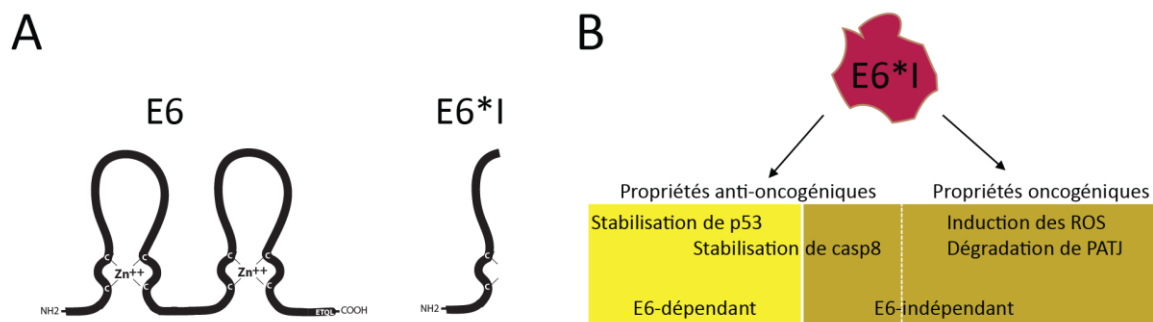 A
E6
E6*I
C
C
C
C
Zn++
C
C
C
C
Zn++
C
C
NH2
ETQL
COOH
NH2
B
E6*I
Propriétés anti-oncogéniques
Propriétés oncogéniques
Stabilisation de p53
Induction des ROS
Stabilisation de casp8
Dégradation de PATJ
E6-dépendant
E6-indépendant